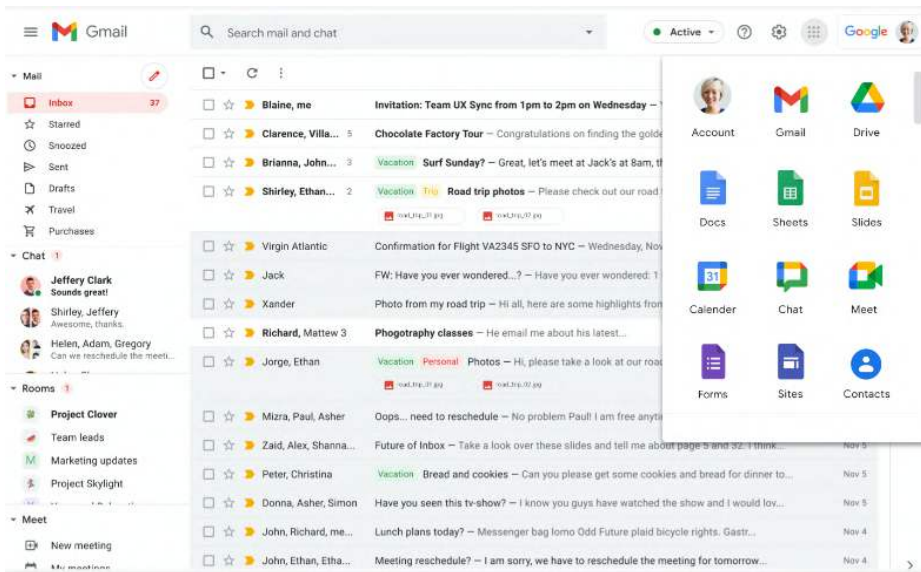 Gmail
Search mail and chat
Active
Google
Mail
Inbox 37
Starred
Snoozed
Sent
Drafts
Travel
Purchases
Chat 1
Jeffery Clark
Sounds great!
Shirley, Jeffery
Awesome, thanks.
Helen, Adam, Gregory
Can we reschedule the meeti...
Rooms 1
Project Clover
Team leads
Marketing updates
Project Skylight
Meet
New meeting
My meetings
Blaine, me Invitation: Team UX Sync from 1pm to 2pm on Wednesday –
Clarence, Villa... 5 Chocolate Factory Tour – Congratulations on finding the golde
Brianna, John... 3 Vacation Surf Sunday? – Great, let's meet at Jack's at 8am, th
Shirley, Ethan... 2 Vacation Trip Road trip photos – Please check out our road
road_trip_01.jpg road_trip_02.jpg
Virgin Atlantic Confirmation for Flight VA2345 SFO to NYC – Wednesday, Nov
Jack FW: Have you ever wondered...? – Have you ever wondered: 1
Xander Photo from my road trip – Hi all, here are some highlights from
Richard, Mattew 3 Phogotraphy classes – He email me about his latest...
Jorge, Ethan Vacation Personal Photos – Hi, please take a look at our road
road_trip_01.jpg road_trip_02.jpg
Mizra, Paul, Asher Oops... need to reschedule – No problem Paul! I am free anyti
Zaid, Alex, Shanna... Future of Inbox – Take a look over these slides and tell me about page 5 and 32. I think... Nov 5
Peter, Christina Vacation Bread and cookies – Can you please get some cookies and bread for dinner to... Nov 5
Donna, Asher, Simon Have you seen this tv-show? – I know you guys have watched the show and I would lov... Nov 5
John, Richard, me... Lunch plans today? – Messenger bag lomo Odd Future plaid bicycle rights. Gastr... Nov 4
John, Ethan, Etha... Meeting reschedule? – I am sorry, we have to reschedule the meeting for tomorrow... Nov 4
Account Gmail Drive
Docs Sheets Slides
31
Calender Chat Meet
Forms Sites Contacts